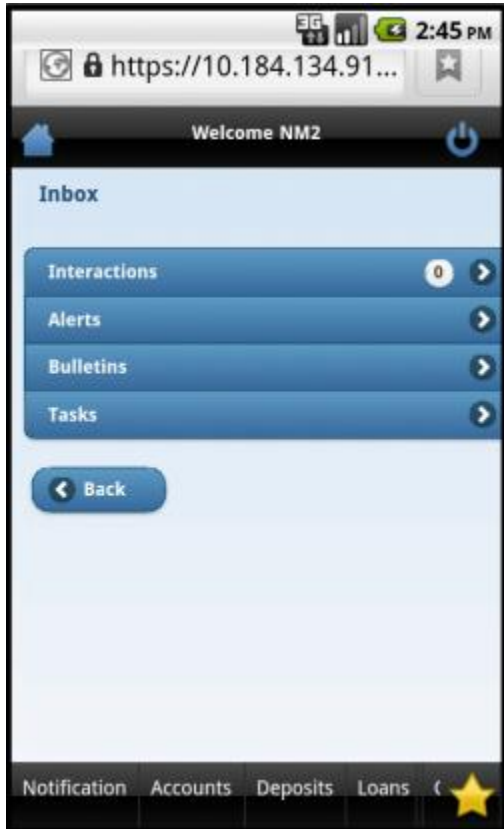 3G 2:45 PM
https://10.184.134.91...
Welcome NM2
Inbox
Interactions 0
Alerts
Bulletins
Tasks
Back
Notification Accounts Deposits Loans